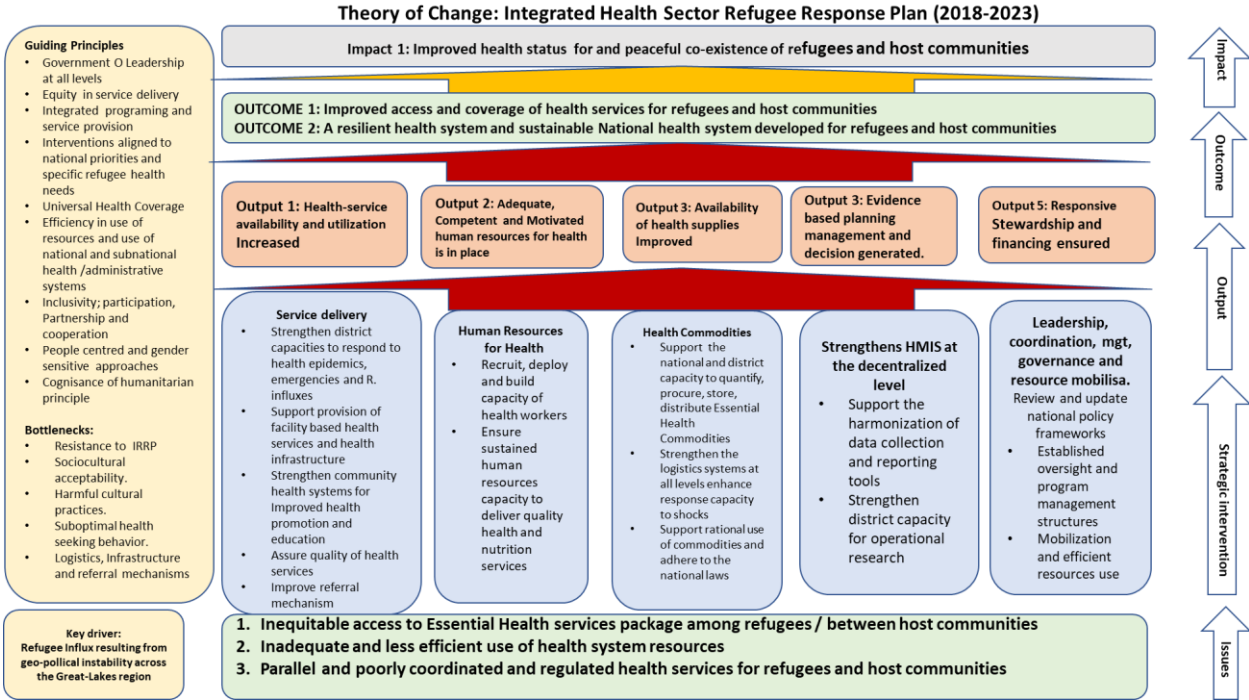 Theory of Change: Integrated Health Sector Refugee Response Plan (2018-2023)
Guiding Principles
• Government O Leadership
at all levels
• Equity in service delivery
• Integrated programing and
service provision
• Interventions aligned to
national priorities and
specific refugee health
needs
• Universal Health Coverage
• Efficiency in use of
resources and use of
national and subnational
health /administrative
systems
• Inclusivity; participation,
Partnership and
cooperation
• People centred and gender
sensitive approaches
• Cognisance of humanitarian
principle
Bottlenecks:
• Resistance to IRRP
• Sociocultural
acceptability.
• Harmful cultural
practices.
• Suboptimal health
seeking behavior.
• Logistics, Infrastructure
and referral mechanisms
Key driver:
Refugee Influx resulting from
geo-pollcal instability across
the Great-Lakes region
Impact 1: Improved health status for and peaceful co-existence of refugees and host communities
OUTCOME 1: Improved access and coverage of health services for refugees and host communities
OUTCOME 2: A resilient health system and sustainable National health system developed for refugees and host communities
Output 1: Health-service
availability and utilization
Increased
Output 2: Adequate,
Competent and Motivated
human resources for health
is in place
Output 3: Availability
of health supplies
Improved
Output 3: Evidence
based planning
management and
decision generated.
Output 5: Responsive
Stewardship and
financing ensured
Service delivery
• Strengthen district
capacities to respond to
health epidemics,
emergencies and R.
influxes
• Support provision of
facility based health
services and health
infrastructure
• Strengthen community
health systems for
Improved health
promotion and
education
• Assure quality of health
services
• Improve referral
mechanism
Human Resources
for Health
• Recruit, deploy
and build
capacity of
health workers
• Ensure
sustained
human
resources
capacity to
deliver quality
health and
nutrition
services
Health Commodities
• Support the
national and district
capacity to quantify,
procure, store,
distribute Essential
Health
Commodities
• Strengthen the
logistics systems at
all levels enhance
response capacity
to shocks
• Support rational use
of commodities and
adhere to the
national laws
Strengthens HMIS at
the decentralized
level
• Support the
harmonization of
data collection
and reporting
tools
• Strengthen
district capacity
for operational
research
Leadership,
coordination, mgt,
governance and
resource mobilisa.
Review and update
national policy
frameworks
• Established
oversight and
program
management
structures
• Mobilization
and efficient
resources use
1. Inequitable access to Essential Health services package among refugees / between host communities
2. Inadequate and less efficient use of health system resources
3. Parallel and poorly coordinated and regulated health services for refugees and host communities
Impact
Outcome
Output
Strategic intervention
Issues